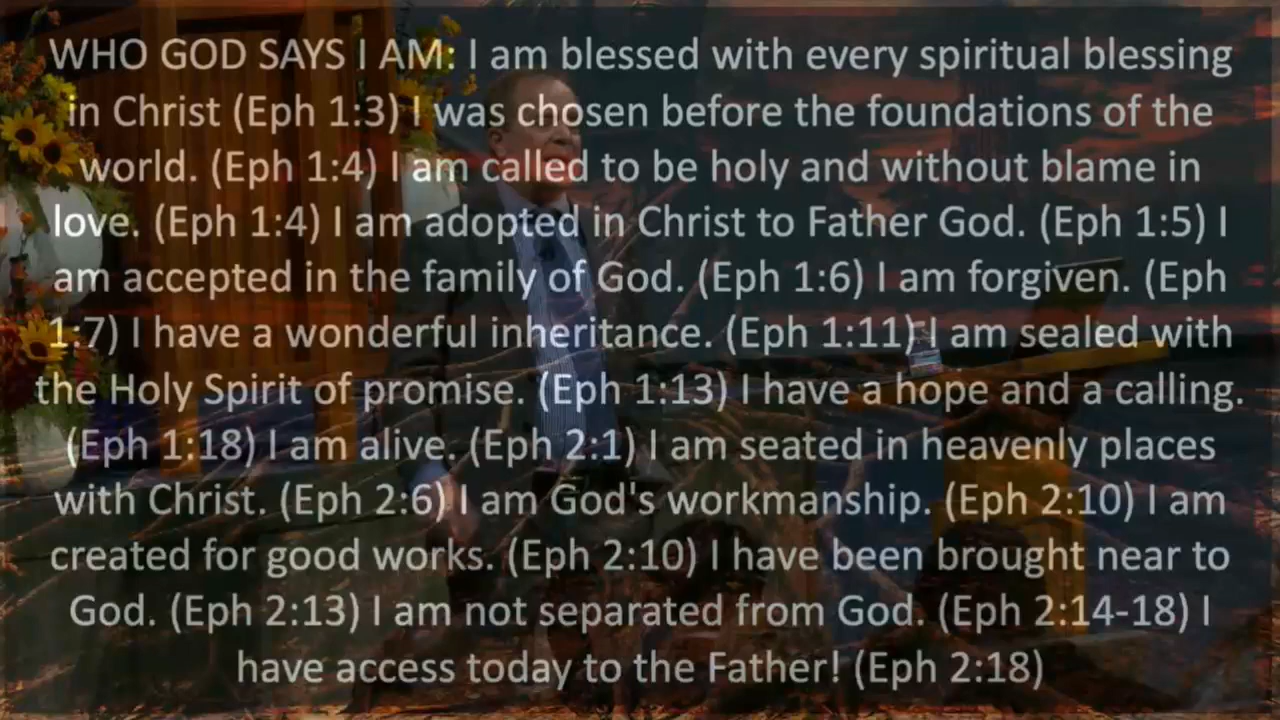 WHO GOD SAYS I AM: I am blessed with every spiritual blessing
in Christ (Eph 1:3) I was chosen before the foundations of the
world. (Eph 1:4) I am called to be holy and without blame in
love. (Eph 1:4) I am adopted in Christ to Father God. (Eph 1:5) I
am accepted in the family of God. (Eph 1:6) I am forgiven. (Eph
1:7) I have a wonderful inheritance. (Eph 1:11) I am sealed with
the Holy Spirit of promise. (Eph 1:13) I have a hope and a calling.
(Eph 1:18) I am alive. (Eph 2:1) I am seated in heavenly places
with Christ. (Eph 2:6) I am God's workmanship. (Eph 2:10) I am
created for good works. (Eph 2:10) I have been brought near to
God. (Eph 2:13) I am not separated from God. (Eph 2:14-18) I
have access today to the Father! (Eph 2:18)